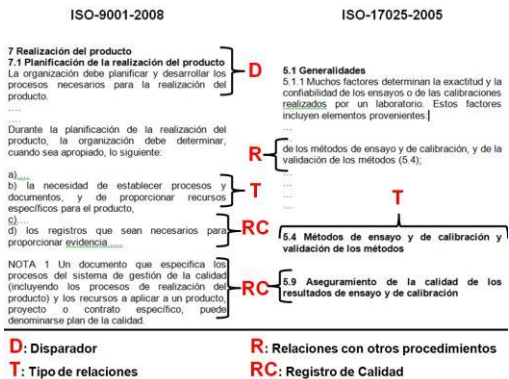 ISO-9001-2008
7 Realización del producto
7.1 Planificación de la realización del producto
La organización debe planificar y desarrollar los
procesos necesarios para la realización del
producto.
....
....
Durante la planificación de la realización del
producto, la organización debe determinar,
cuando sea apropiado, lo siguiente:
a)....
b) la necesidad de establecer procesos y
documentos, y de proporcionar recursos
específicos para el producto,
c)....
d) los registros que sean necesarios para
proporcionar evidencia.....
NOTA 1 Un documento que especifica los
procesos del sistema de gestión de la calidad
(incluyendo los procesos de realización del
producto) y los recursos a aplicar a un producto,
proyecto o contrato específico, puede
denominarse plan de la calidad.
D
R
T
RC
RC
ISO-17025-2005
5.1 Generalidades
5.1.1 Muchos factores determinan la exactitud y la
confiabilidad de los ensayos o de las calibraciones
realizados por un laboratorio. Estos factores
incluyen elementos provenientes:
...
de los métodos de ensayo y de calibración, y de la
validación de los métodos (5.4);
...
...
...
T
5.4 Métodos de ensayo y de calibración y
validación de los métodos
5.9 Aseguramiento de la calidad de los
resultados de ensayo y de calibración
D: Disparador
R: Relaciones con otros procedimientos
T: Tipo de relaciones
RC: Registro de Calidad